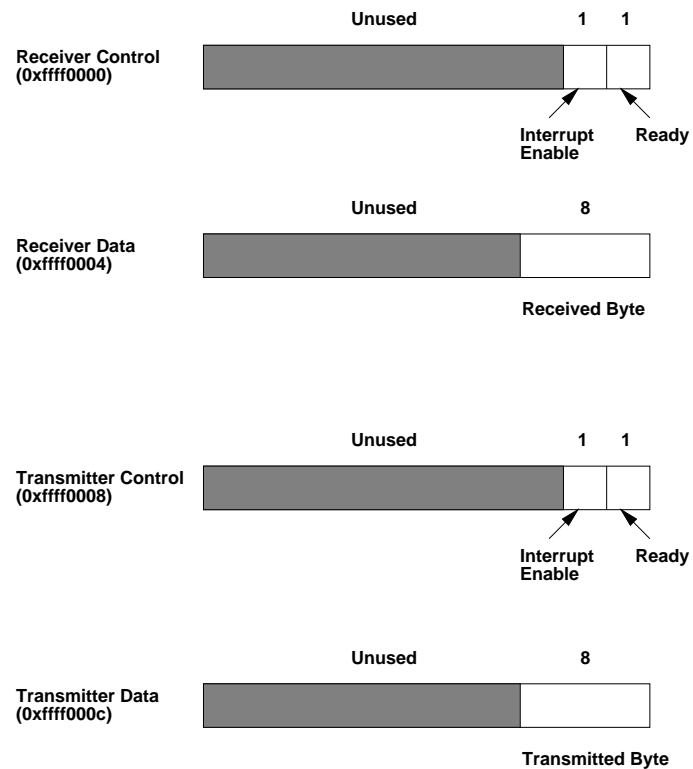 Unused 1 1
Receiver Control
(0xffff0000)
Interrupt Ready
Enable
Unused 8
Receiver Data
(0xffff0004)
Received Byte
Unused 1 1
Transmitter Control
(0xffff0008)
Interrupt Ready
Enable
Unused 8
Transmitter Data
(0xffff000c)
Transmitted Byte